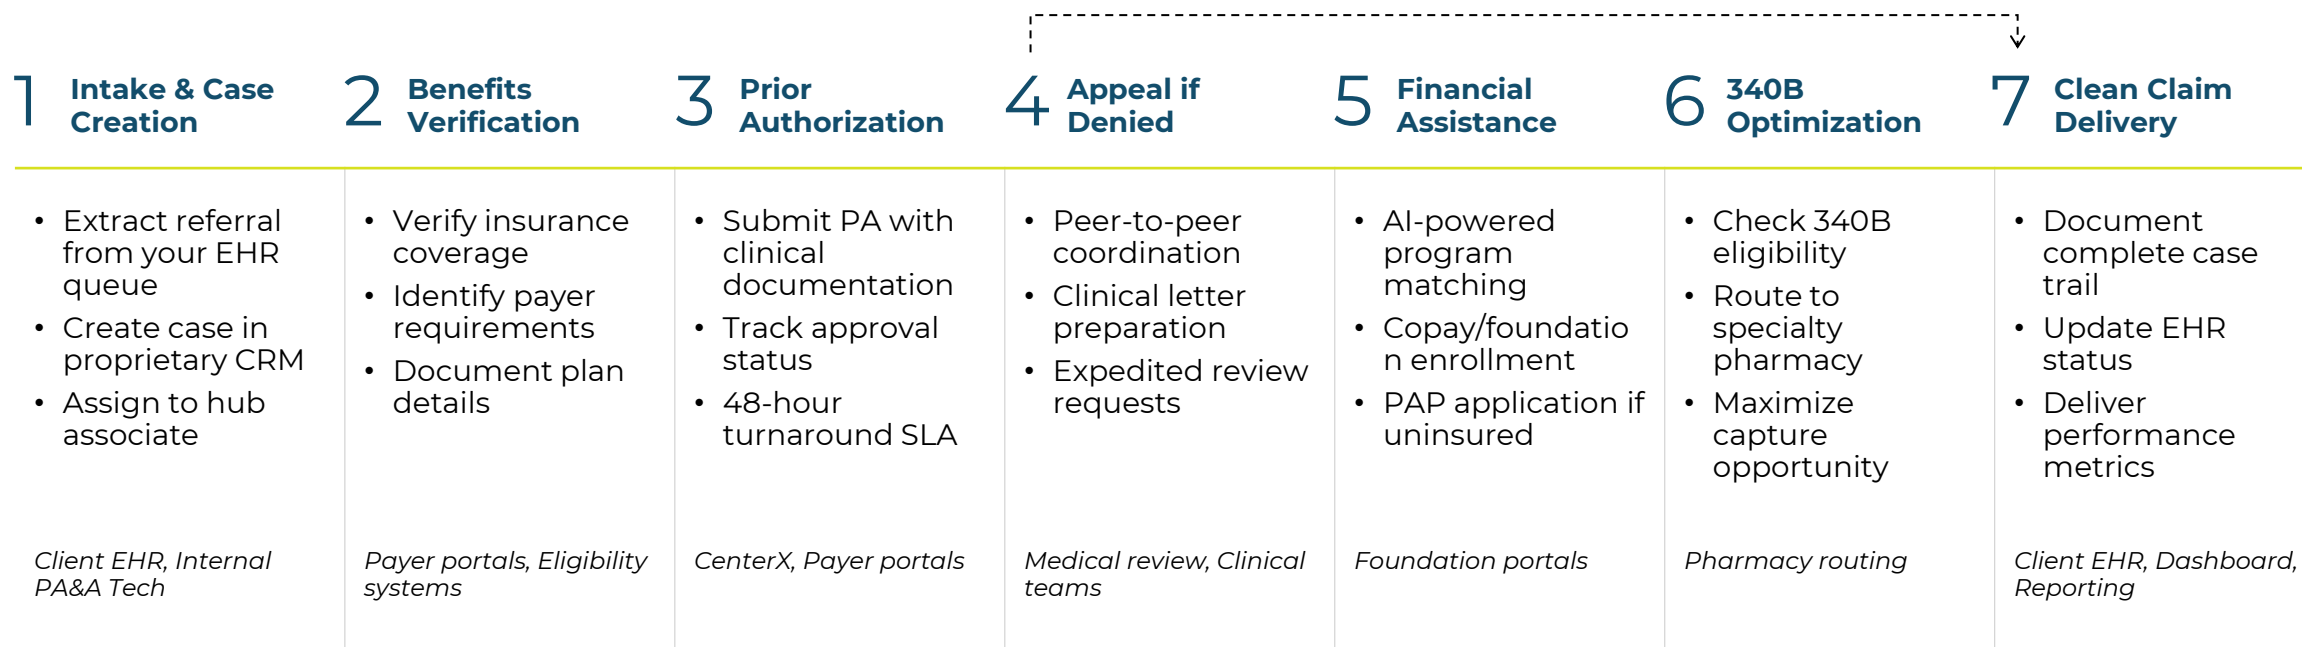 1
Intake & Case
Creation
• Extract referral
from your EHR
queue
• Create case in
proprietary CRM
• Assign to hub
associate
Client EHR, Internal
PA&A Tech
2
Benefits
Verification
• Verify insurance
coverage
• Identify payer
requirements
• Document plan
details
Payer portals, Eligibility
systems
3
Prior
Authorization
• Submit PA with
clinical
documentation
• Track approval
status
• 48-hour
turnaround SLA
CenterX, Payer portals
4
Appeal if
Denied
• Peer-to-peer
coordination
• Clinical letter
preparation
• Expedited review
requests
Medical review, Clinical
teams
5
Financial
Assistance
• AI-powered
program
matching
• Copay/foundatio
n enrollment
• PAP application if
uninsured
Foundation portals
6
340B
Optimization
• Check 340B
eligibility
• Route to
specialty
pharmacy
• Maximize
capture
opportunity
Pharmacy routing
7
Clean Claim
Delivery
• Document
complete case
trail
• Update EHR
status
• Deliver
performance
metrics
Client EHR, Dashboard,
Reporting